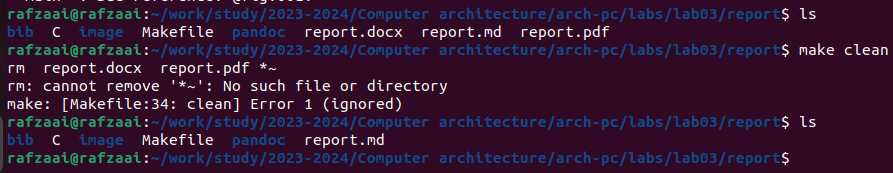 rafzaai@rafzaai:~/work/study/2023-2024/Computer architecture/arch-pc/labs/lab03/report$ ls
bib  C  image  Makefile  pandoc  report.docx  report.md  report.pdf
rafzaai@rafzaai:~/work/study/2023-2024/Computer architecture/arch-pc/labs/lab03/report$ make clean
rm  report.docx  report.pdf *~
rm: cannot remove '*~': No such file or directory
make: [Makefile:34: clean] Error 1 (ignored)
rafzaai@rafzaai:~/work/study/2023-2024/Computer architecture/arch-pc/labs/lab03/report$ ls
bib  C  image  Makefile  pandoc  report.md
rafzaai@rafzaai:~/work/study/2023-2024/Computer architecture/arch-pc/labs/lab03/report$